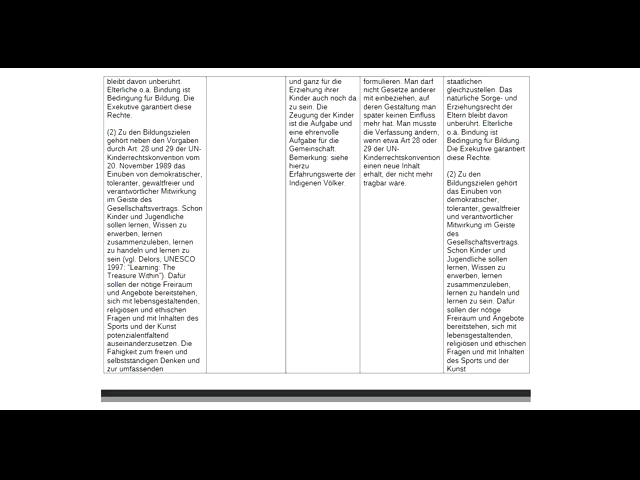 bleibt davon unberührt.
Elterliche o.a. Bindung ist
Bedingung für Bildung. Die
Exekutive garantiert diese
Rechte.
(2) Zu den Bildungszielen
gehört neben den Vorgaben
durch Art. 28 und 29 der UN-
Kinderrechtskonvention vom
20. November 1989 das
Einüben von demokratischer,
toleranter, gewaltfreier und
verantwortlicher Mitwirkung
im Geiste des
Gesellschaftsvertrags. Schon
Kinder und Jugendliche
sollen lernen, Wissen zu
erwerben, lernen
zusammenzuleben, lernen
zu handeln und lernen zu
sein (vgl. Delors, UNESCO
1997: "Learning: The
Treasure Within"). Dafür
sollen der nötige Freiraum
und Angebote bereitstehen,
sich mit lebensgestaltenden,
religiösen und ethischen
Fragen und mit Inhalten des
Sports und der Kunst
potenzialentfaltend
auseinanderzusetzen. Die
Fähigkeit zum freien und
selbstständigen Denken und
zur umfassenden
und ganz für die
Erziehung ihrer
Kinder auch noch da
zu sein. Die
Zeugung der Kinder
ist die Aufgabe und
eine ehrenvolle
Aufgabe für die
Gemeinschaft.
Bemerkung: siehe
hierzu
Erfahrungswerte der
Indigenen Völker.
formulieren. Man darf
nicht Gesetze anderer
mit einbeziehen, auf
deren Gestaltung man
später keinen Einfluss
mehr hat. Man müsste
die Verfassung ändern,
wenn etwa Art 28 oder
29 der UN-
Kinderrechtskonvention
einen neue Inhalt
erhält, der nicht mehr
tragbar wäre.
staatlichen
gleichzustellen. Das
natürliche Sorge- und
Erziehungsrecht der
Eltern bleibt davon
unberührt. Elterliche
o.a. Bindung ist
Bedingung für Bildung.
Die Exekutive garantiert
diese Rechte.
(2) Zu den
Bildungszielen gehört
das Einüben von
demokratischer,
toleranter, gewaltfreier
und verantwortlicher
Mitwirkung im Geiste
des
Gesellschaftsvertrags.
Schon Kinder und
Jugendliche sollen
lernen, Wissen zu
erwerben, lernen
zusammenzuleben,
lernen zu handeln und
lernen zu sein. Dafür
sollen der nötige
Freiraum und Angebote
bereitstehen, sich mit
lebensgestaltenden,
religiösen und ethischen
Fragen und mit Inhalten
des Sports und der
Kunst